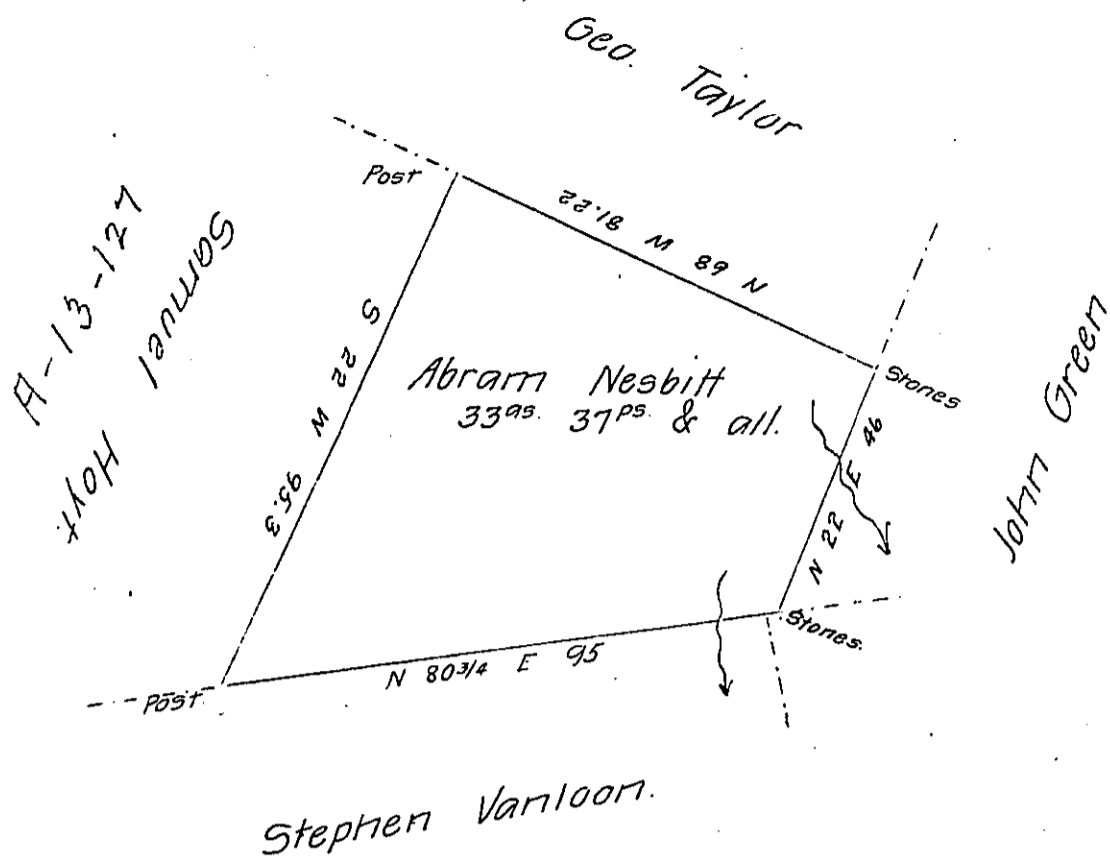 Geo. Taylor
Post
N 68 W 81.22
A-13-127
Samuel Hoyt
S 22 W 95.3
Abram Nesbitt
33as. 37ps. & all.
Stones
N 22 E 46
John Green
Stones.
N 80 3/4 E 95
Post.
Stephen Vanloon.